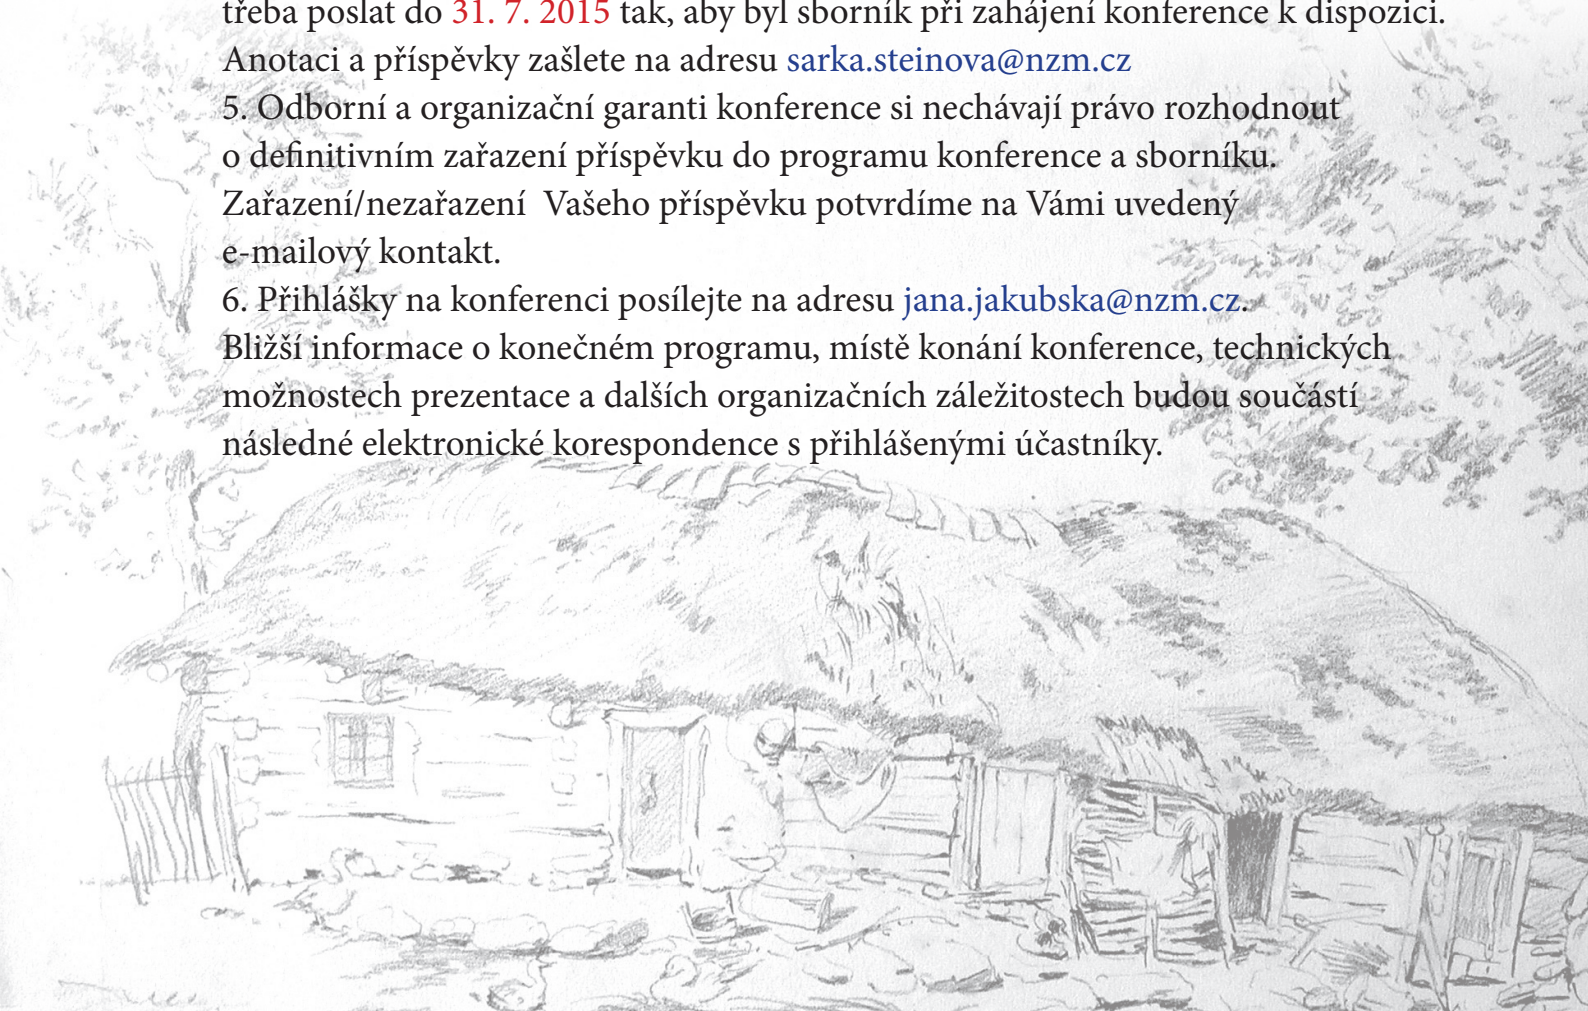 třeba poslat do 31. 7. 2015 tak, aby byl sborník při zahájení konference k dispozici.
Anotaci a příspěvky zašlete na adresu sarka.steinova@nzm.cz
5. Odborní a organizační garanti konference si nechávají právo rozhodnout
o definitivním zařazení příspěvku do programu konference a sborníku.
Zařazení/nezařazení  Vašeho příspěvku potvrdíme na Vámi uvedený
e-mailový kontakt.
6. Přihlášky na konferenci posílejte na adresu jana.jakubska@nzm.cz.
Bližší informace o konečném programu, místě konání konference, technických
možnostech prezentace a dalších organizačních záležitostech budou součástí
následné elektronické korespondence s přihlášenými účastníky.